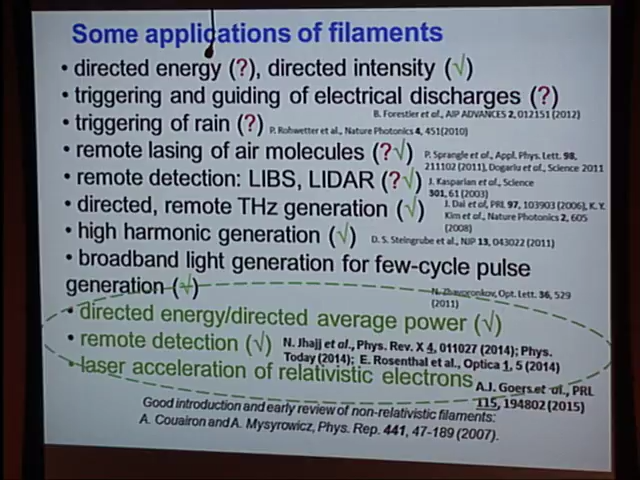 Some applications of filaments
• directed energy (?), directed intensity (√)
• triggering and guiding of electrical discharges (?)
B. Forestier et al., AIP ADVANCES 2, 012151 (2012)
• triggering of rain (?) P. Rohwetter et al., Nature Photonics 4, 451(2010)
• remote lasing of air molecules (?√) P. Sprangle et al., Appl. Phys. Lett. 98,
211102 (2011), Dogariu et al., Science 2011
• remote detection: LIBS, LIDAR (?√) J. Kasparian et al., Science
301, 61 (2003)
• directed, remote THz generation (√) J. Dai et al., PRL 97, 103903 (2006), K. Y.
Kim et al., Nature Photonics 2, 605
(2008)
• high harmonic generation (√) D. S. Steingrube et al., NJP 13, 043022 (2011)
• broadband light generation for few-cycle pulse
generation (√) Opt. Lett. 36, 529
(2011)
• directed energy/directed average power (√)
• remote detection (√) N. Jhajj et al., Phys. Rev. X 4, 011027 (2014); Phys.
Today (2014); E. Rosenthal et al., Optica 1, 5 (2014)
• laser acceleration of relativistic electrons A.J. Goers et al., PRL
115, 194802 (2015)
Good introduction and early review of non-relativistic filaments:
A. Couairon and A. Mysyrowicz, Phys. Rep. 441, 47-189 (2007).